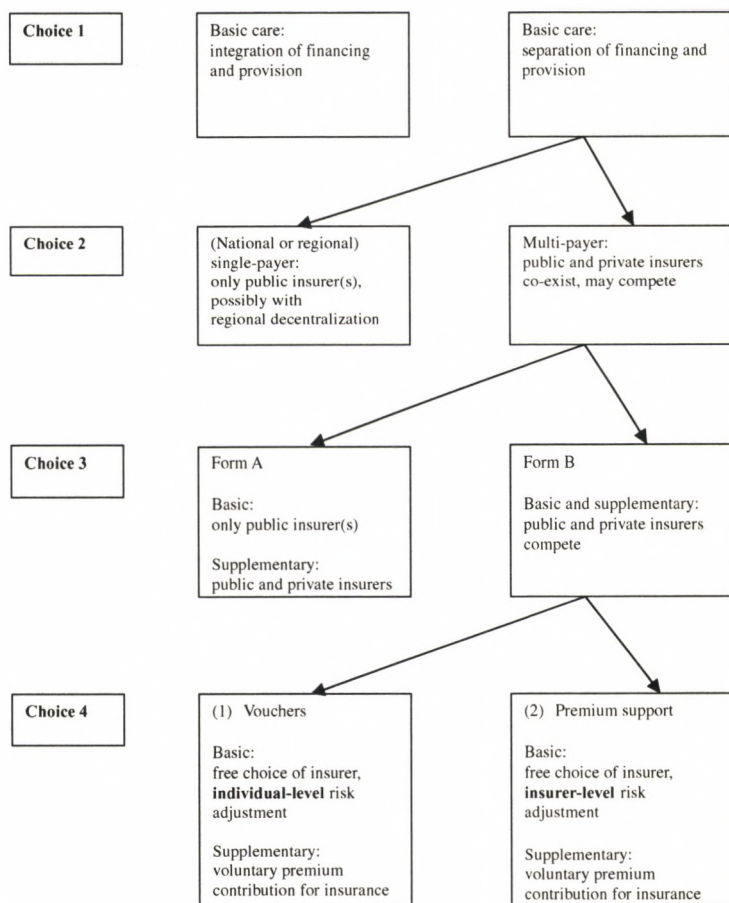 Choice 1
Basic care:
integration of financing
and provision
Basic care:
separation of financing and
provision
Choice 2
(National or regional)
single-payer:
only public insurer(s),
possibly with
regional decentralization
Multi-payer:
public and private insurers
co-exist, may compete
Choice 3
Form A
Basic:
only public insurer(s)
Supplementary:
public and private insurers
Form B
Basic and supplementary:
public and private insurers
compete
Choice 4
(1) Vouchers
Basic:
free choice of insurer,
individual-level risk
adjustment
Supplementary:
voluntary premium
contribution for insurance
(2) Premium support
Basic:
free choice of insurer,
insurer-level risk
adjustment
Supplementary:
voluntary premium
contribution for insurance